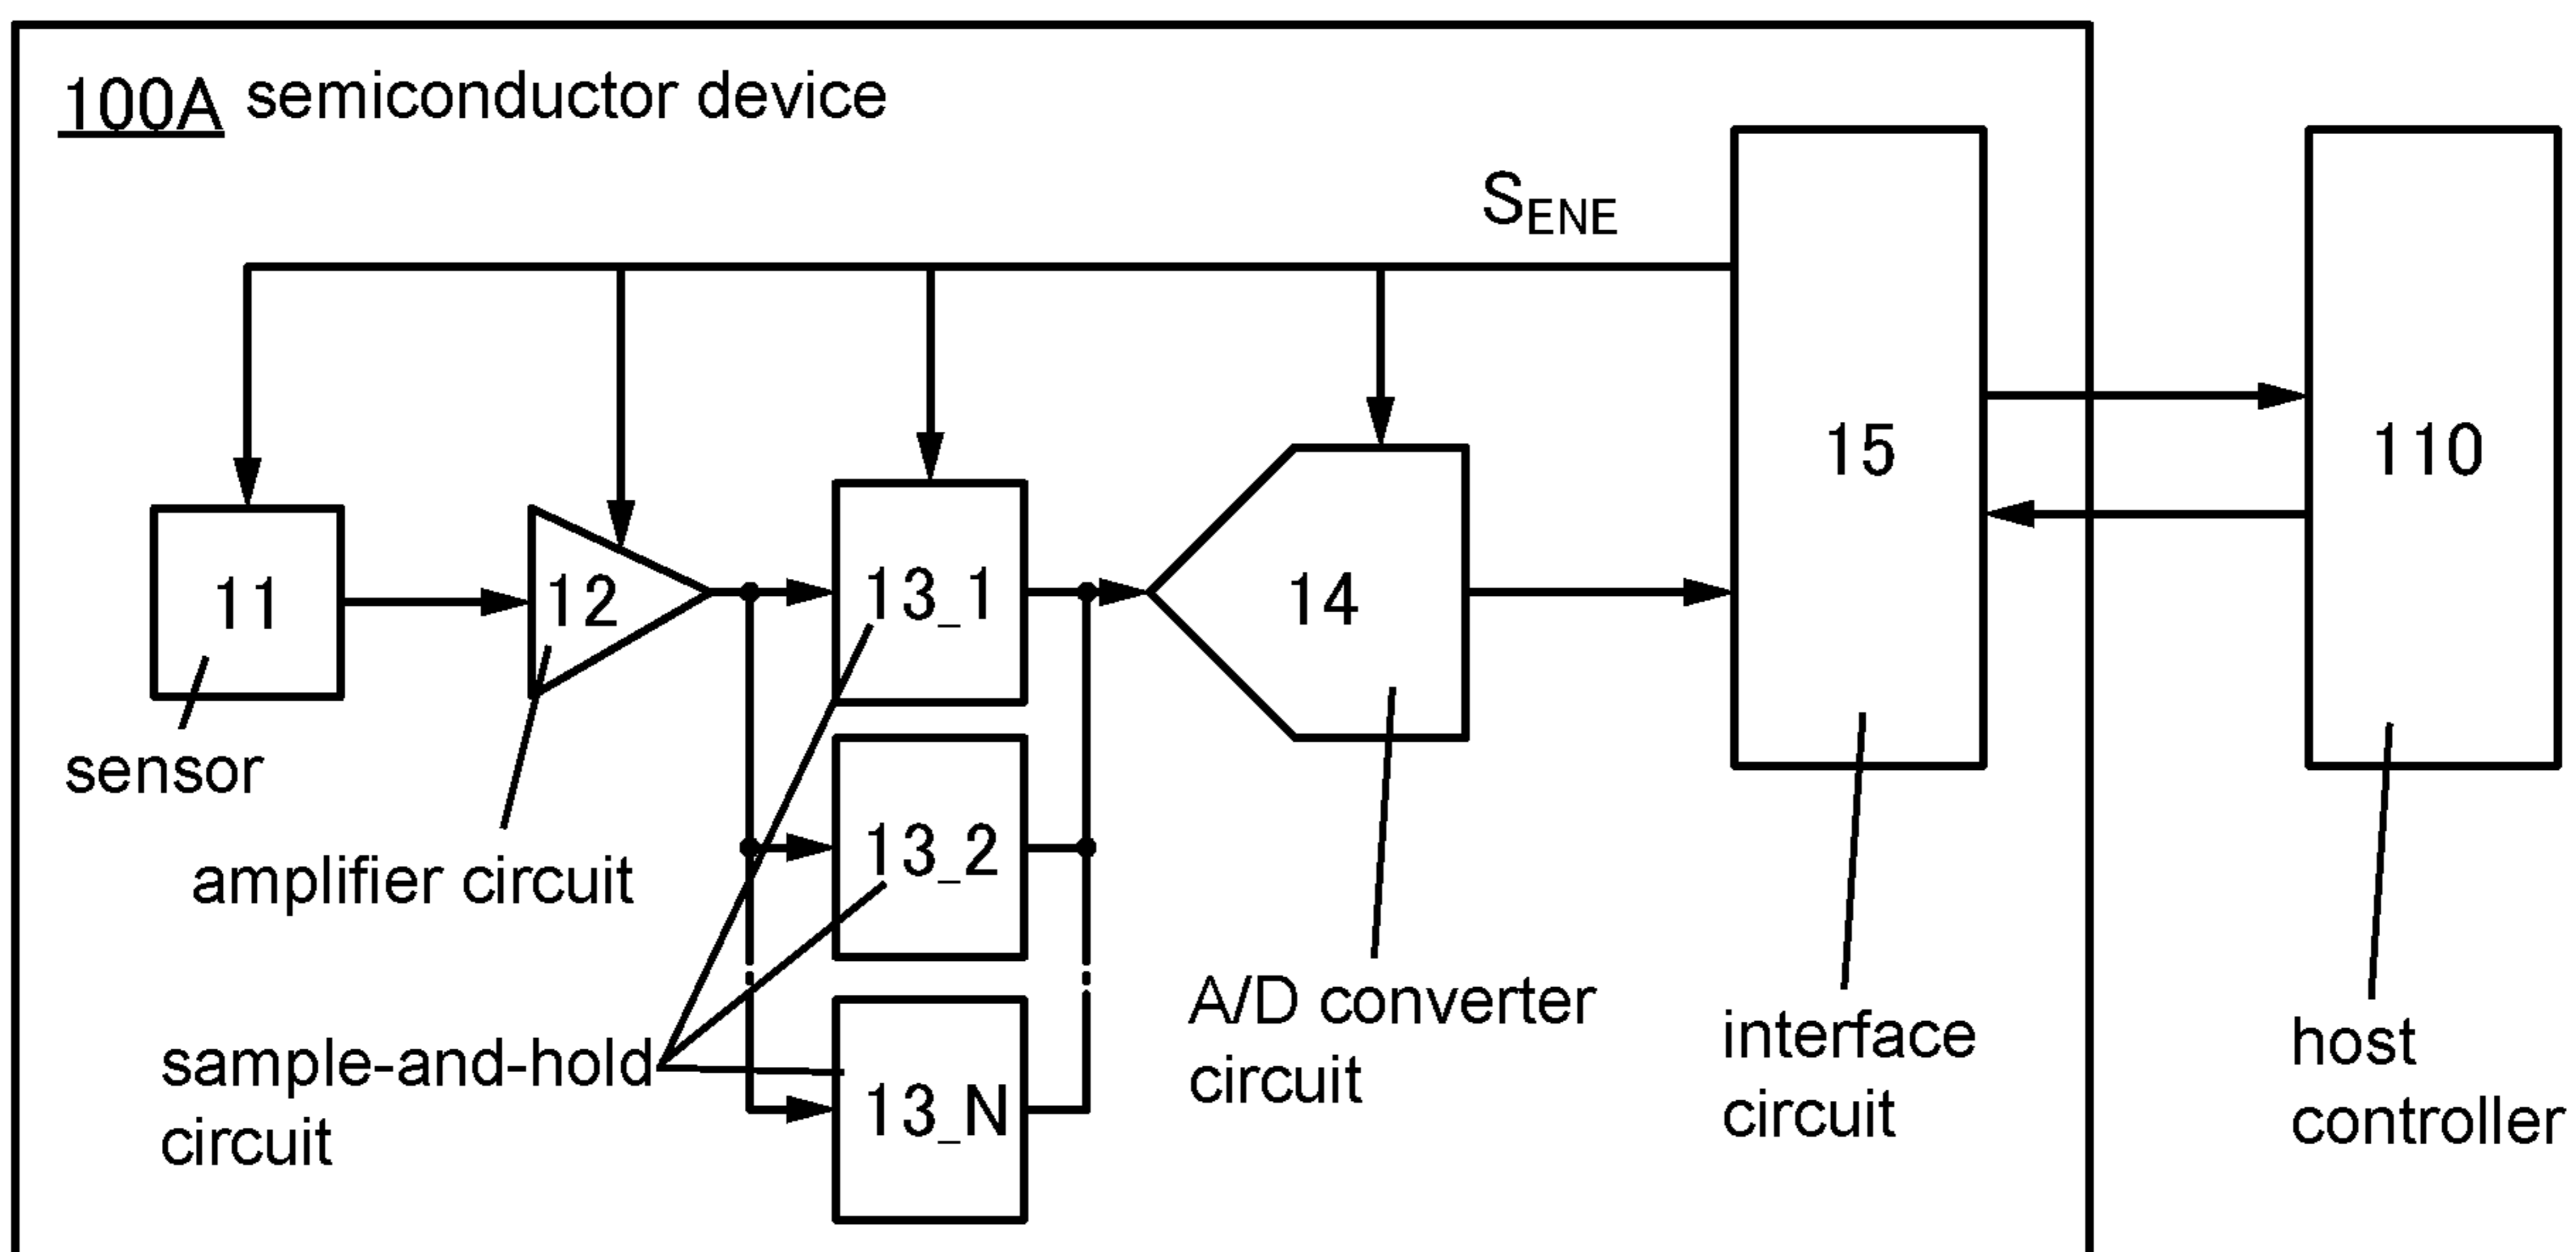 100A semiconductor device
SENE
11
12
13_1
14
15
110
sensor
13_2
amplifier circuit
A/D converter
circuit
interface
circuit
host
controller
sample-and-hold
circuit
13_N